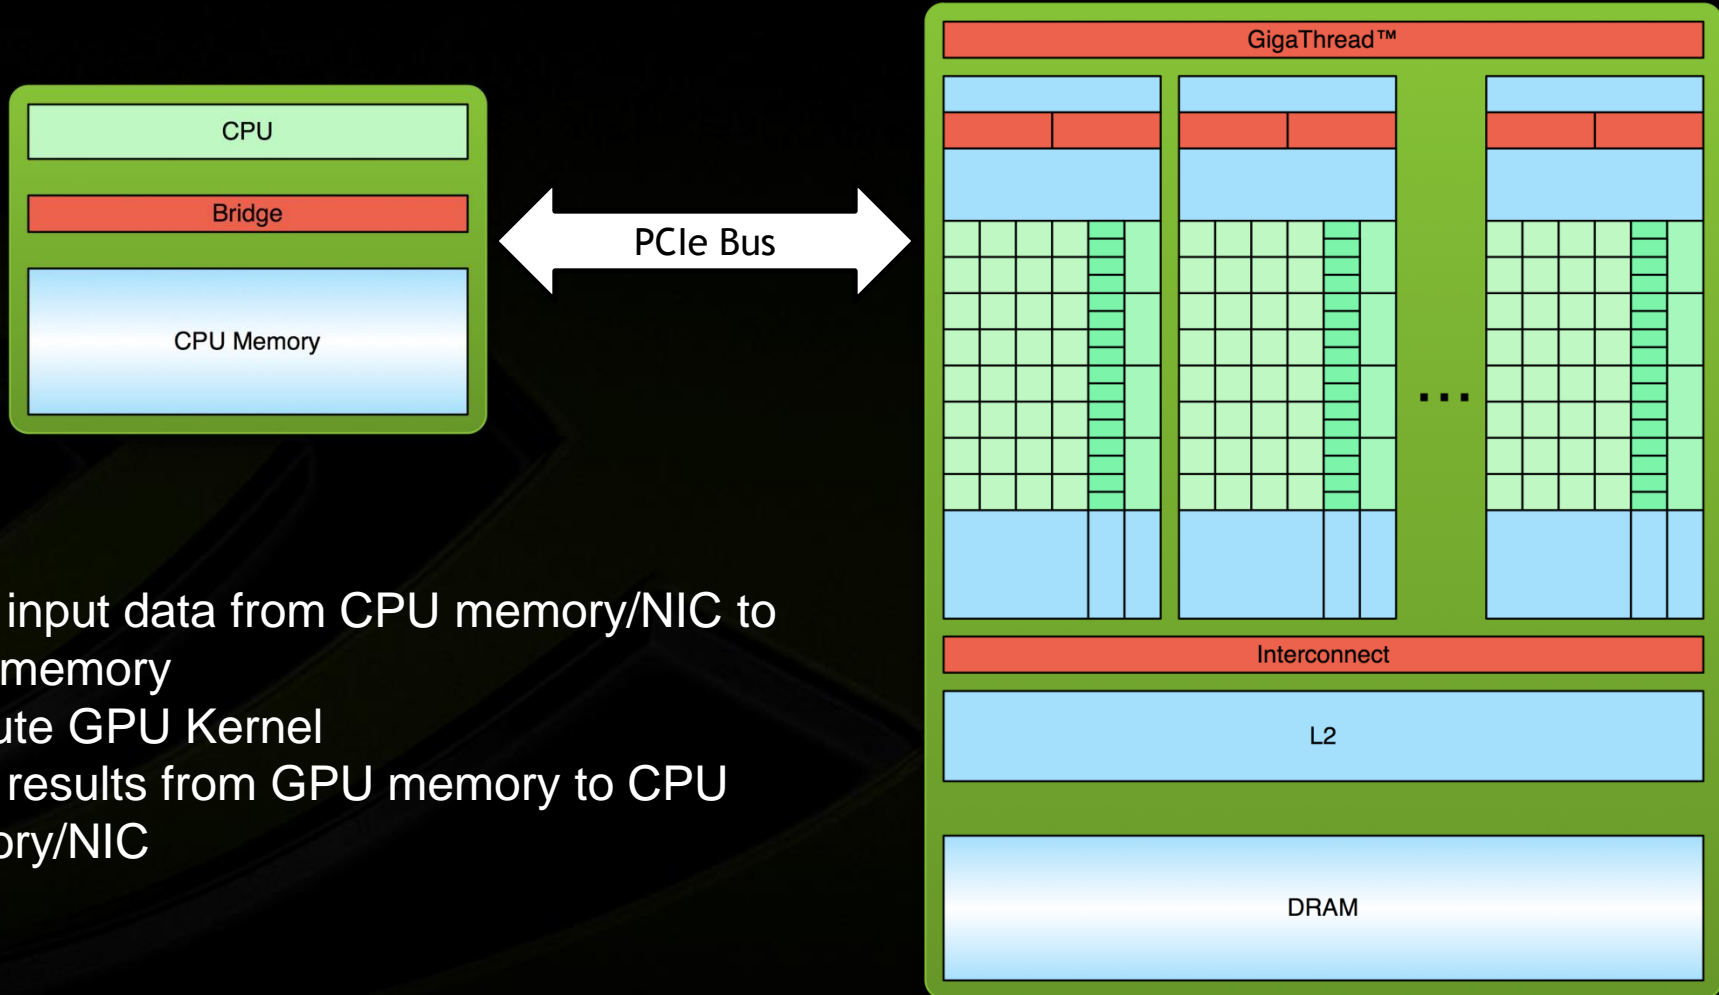 GigaThread™
CPU
Bridge
CPU Memory
PCIe Bus
...
input data from CPU memory/NIC to
memory
ute GPU Kernel
results from GPU memory to CPU
ory/NIC
Interconnect
L2
DRAM